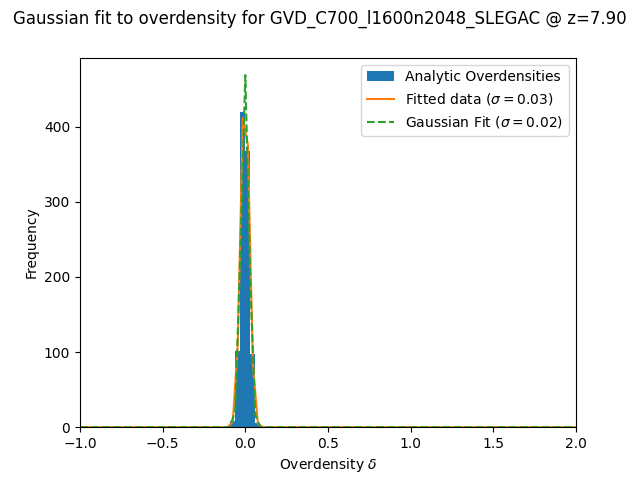 Gaussian fit to overdensity for GVD_C700_l1600n2048_SLEGAC @ z=7.90
Analytic Overdensities
Fitted data (σ = 0.03)
Gaussian Fit (σ = 0.02)
Frequency
400
300
200
100
0
−1.0 −0.5 0.0 0.5 1.0 1.5 2.0
Overdensity δ